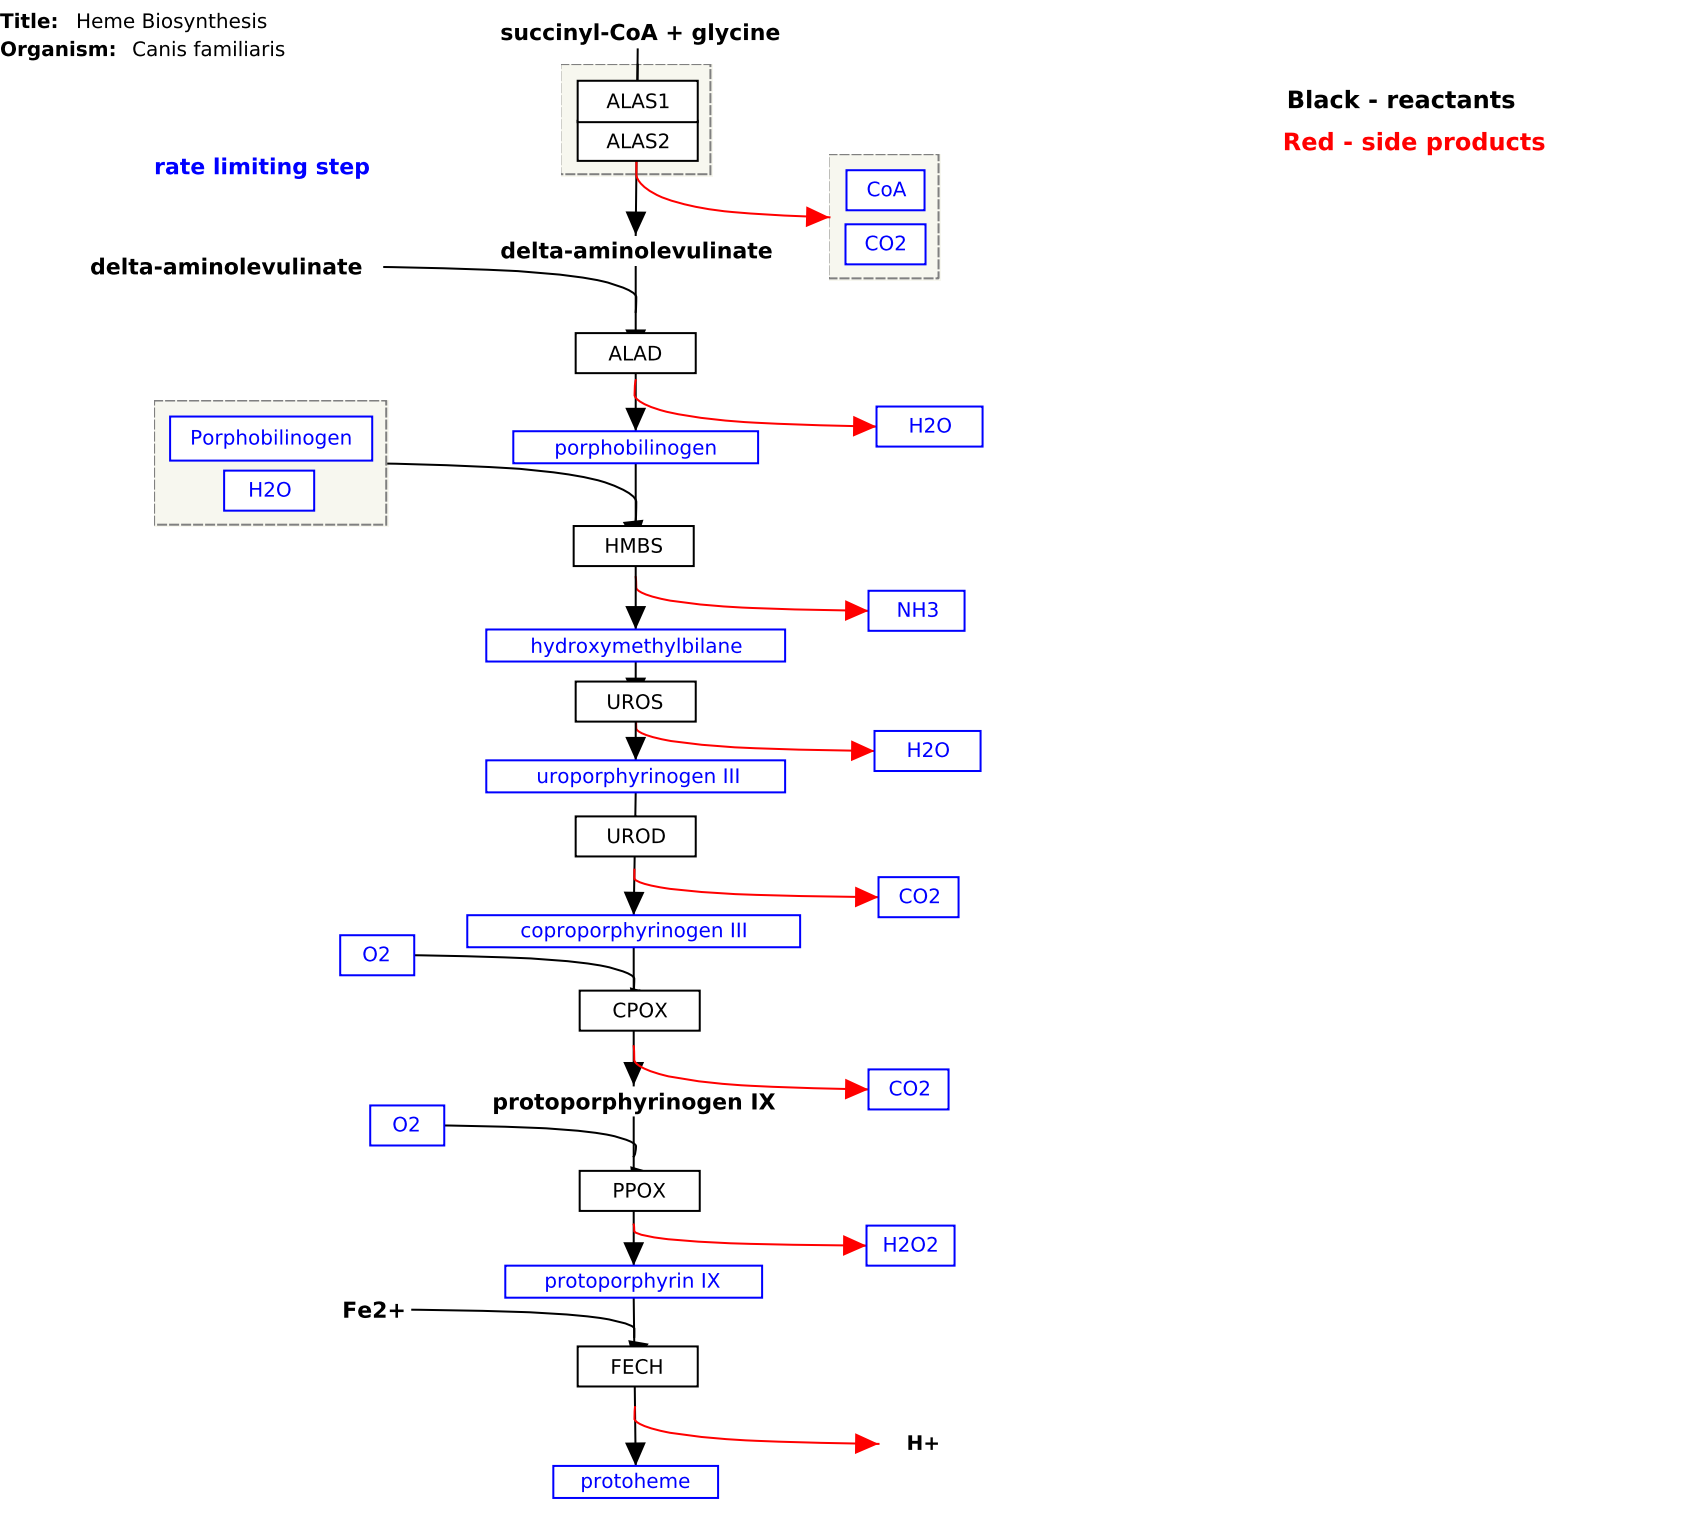 Title: Heme Biosynthesis
Organism: Canis familiaris
succinyl-CoA + glycine
Black - reactants
Red - side products
ALAS1
ALAS2
rate limiting step
CoA
CO2
delta-aminolevulinate
delta-aminolevulinate
ALAD
H2O
Porphobilinogen
porphobilinogen
H2O
HMBS
NH3
hydroxymethylbilane
UROS
H2O
uroporphyrinogen III
UROD
CO2
coproporphyrinogen III
O2
CPOX
CO2
protoporphyrinogen IX
O2
PPOX
H2O2
protoporphyrin IX
Fe2+
FECH
H+
protoheme